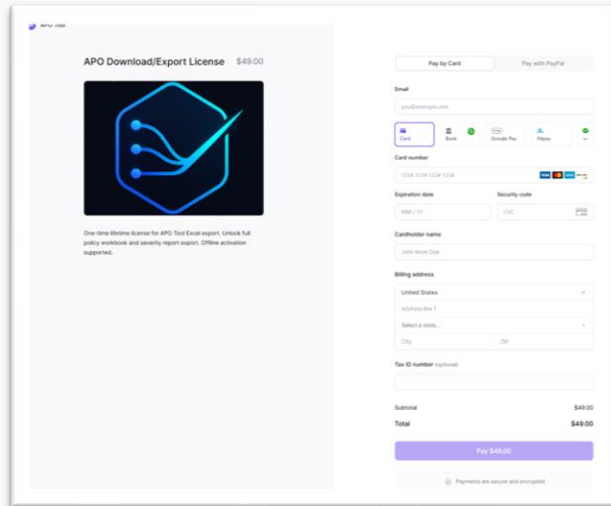 APO Tool
APO Download/Export License $49.00
One-time lifetime license for APO Tool Excel export. Unlock full
policy workbook and severity report export. Offline activation
supported.
Pay by Card
Pay with PayPal
Email
you@example.com
Card
Bank
Google Pay
Alipay
Card number
1234 1234 1234 1234
Expiration date
Security code
MM / YY
CVC
Cardholder name
Billing address
United States
Address line 1
Select a state...
City
ZIP
Tax ID number (optional)
Subtotal $49.00
Total $49.00
Pay $49.00
Payments are secure and encrypted